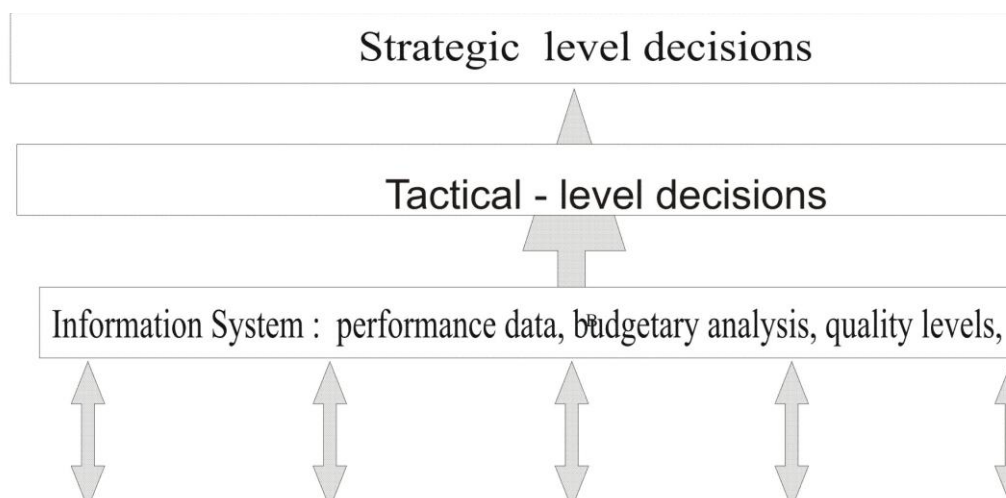 Strategic level decisions
Tactical - level decisions
Information System : performance data, budgetary analysis, quality levels,